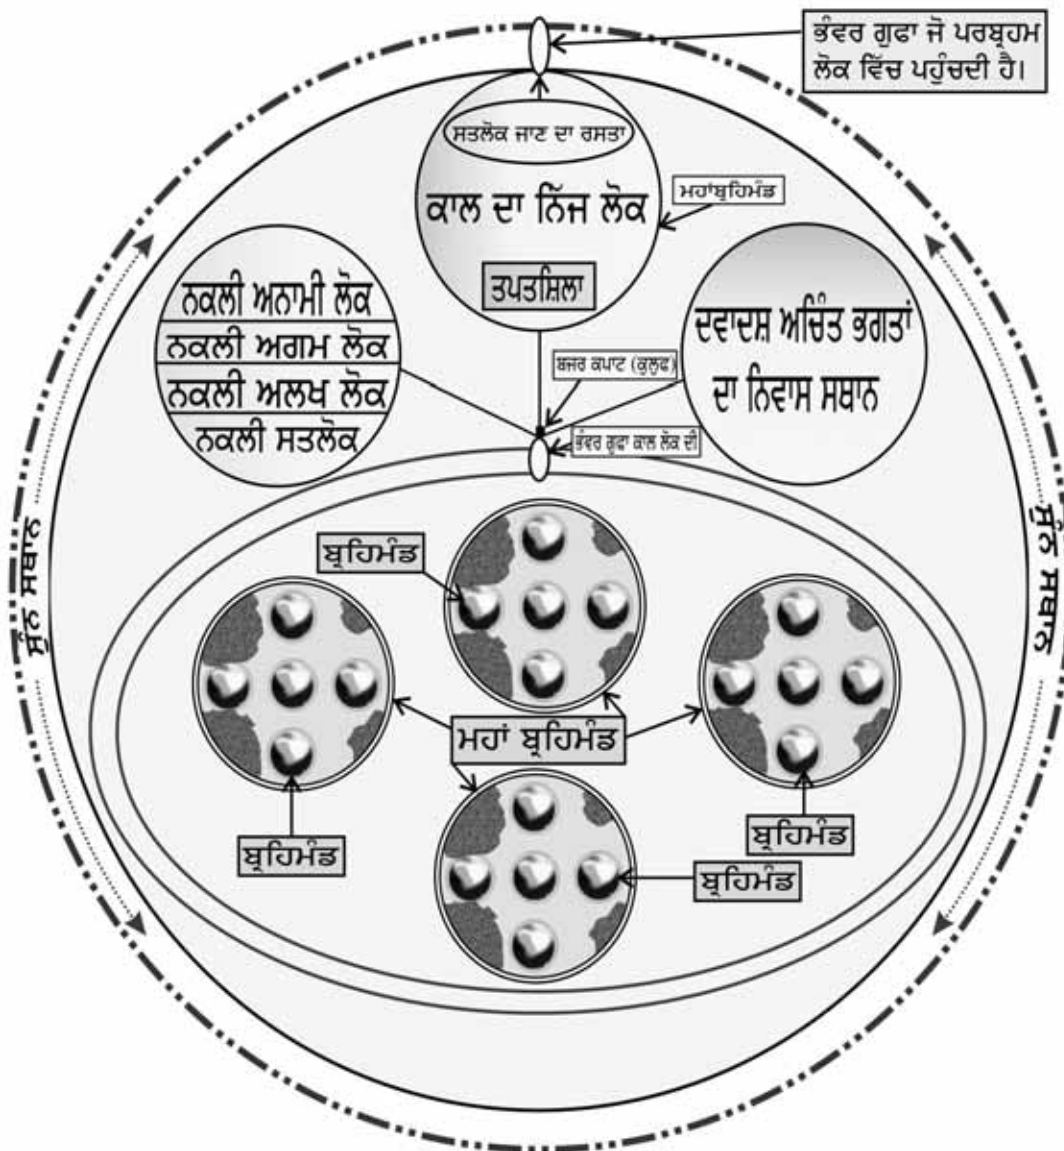 ਭੰਵਰ ਗੁਫਾ ਜੋ ਪਰਬ੍ਰਹਮ
ਲੋਕ ਵਿੱਚ ਪਹੁੰਚਦੀ ਹੈ।
ਸਤਲੋਕ ਜਾਣ ਦਾ ਰਸਤਾ
ਕਾਲ ਦਾ ਨਿੱਜ ਲੋਕ
ਮਹਾਂਬ੍ਰਹਿਮੰਡ
ਤਪਤਸ਼ਿਲਾ
ਨਕਲੀ ਅਨਾਮੀ ਲੋਕ
ਨਕਲੀ ਅਗਮ ਲੋਕ
ਨਕਲੀ ਅਲਖ ਲੋਕ
ਨਕਲੀ ਸਤਲੋਕ
ਦਵਾਦਸ਼ ਅਚਿੰਤ ਭਗਤਾਂ
ਦਾ ਨਿਵਾਸ ਸਥਾਨ
ਬਜਰ ਕਪਾਟ (ਕੁਲੁਫ)
ਭੰਵਰ ਗੁਫਾ ਕਾਲ ਲੋਕ ਦੀ
ਸੁੰਨ ਸਥਾਨ
ਸੁੰਨ ਸਥਾਨ
ਬ੍ਰਹਿਮੰਡ
ਮਹਾਂ ਬ੍ਰਹਿਮੰਡ
ਬ੍ਰਹਿਮੰਡ
ਬ੍ਰਹਿਮੰਡ
ਬ੍ਰਹਿਮੰਡ